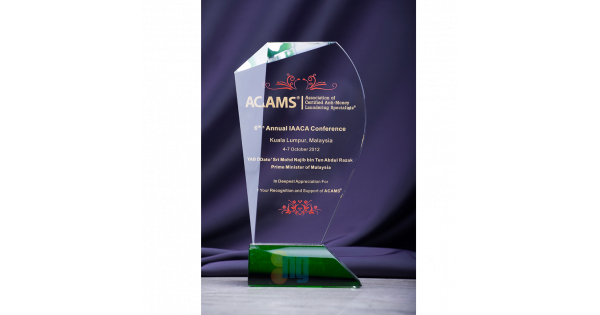 ACAMS® | Association of
Certified Anti-Money
Laundering Specialists®
Annual IAACA Conference
Kuala Lumpur, Malaysia
4-7 October 2012
Dato' Sri Mohd Najib bin Tun Abdul Razak
Prime Minister of Malaysia
In Deepest Appreciation For
Your Recognition and Support of ACAMS®